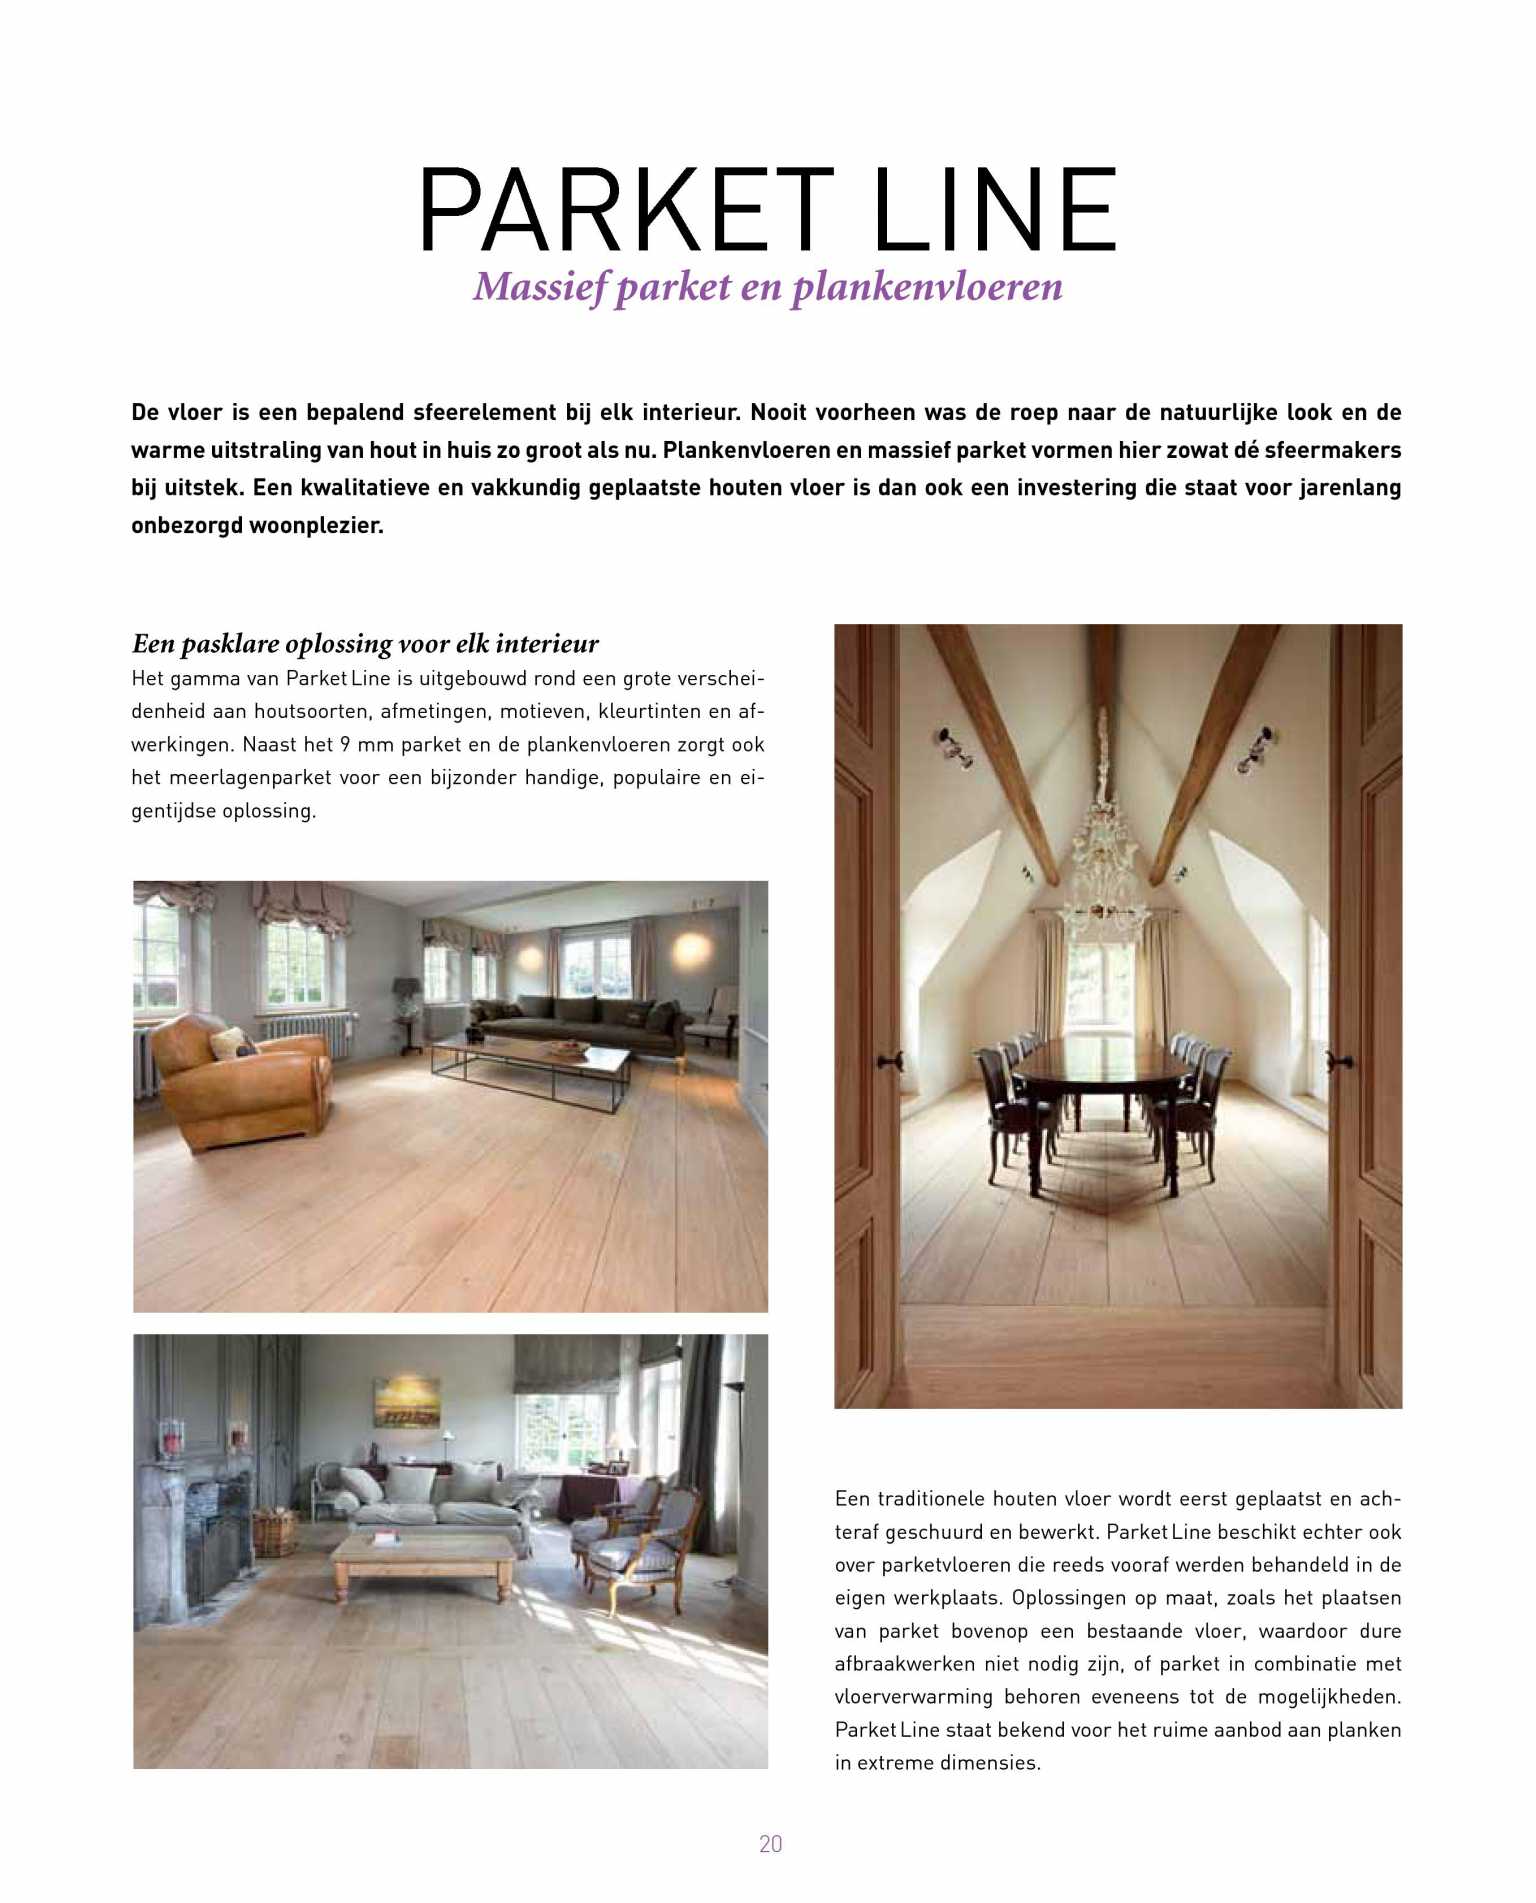 PARKET LINE
Massief parket en plankenvloeren
De vloer is een bepalend sfeerelement bij elk interieur. Nooit voorheen was de roep naar de natuurlijke look en de
warme uitstraling van hout in huis zo groot als nu. Plankenvloeren en massief parket vormen hier zowat dé sfeermakers
bij uitstek. Een kwalitatieve en vakkundig geplaatste houten vloer is dan ook een investering die staat voor jarenlang
onbezorgd woonplezier.
Een pasklare oplossing voor elk interieur
Het gamma van Parket Line is uitgebouwd rond een grote verschei-
denheid aan houtsoorten, afmetingen, motieven, kleurtinten en af-
werkingen. Naast het 9 mm parket en de plankenvloeren zorgt ook
het meerlagenparket voor een bijzonder handige, populaire en ei-
gentijdse oplossing.
Een traditionele houten vloer wordt eerst geplaatst en ach-
teraf geschuurd en bewerkt. Parket Line beschikt echter ook
over parketvloeren die reeds vooraf werden behandeld in de
eigen werkplaats. Oplossingen op maat, zoals het plaatsen
van parket bovenop een bestaande vloer, waardoor dure
afbraakwerken niet nodig zijn, of parket in combinatie met
vloerverwarming behoren eveneens tot de mogelijkheden.
Parket Line staat bekend voor het ruime aanbod aan planken
in extreme dimensies.
20